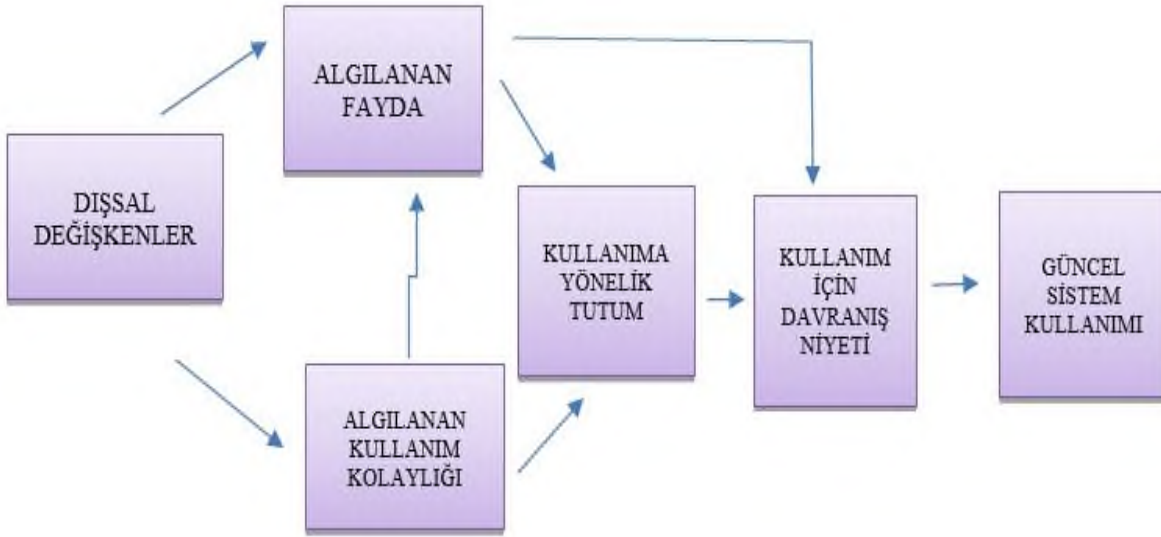 ALGILANAN
FAYDA
DIŞSAL
DEĞİŞKENLER
KULLANIMA
YÖNELİK
TUTUM
KULLANIM
İÇİN
DAVRANIŞ
NİYETİ
GÜNCEL
SİSTEM
KULLANIMI
ALGILANAN
KULLANIM
KOLAYLIĞI